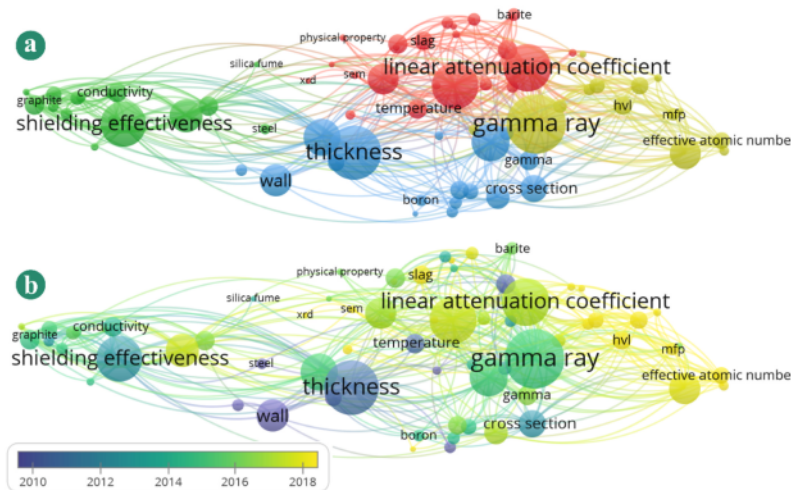 a
barite
physical property
slag
silica fume
linear attenuation coefficient
xrd
sem
graphite
conductivity
temperature
hvl
mfp
shielding effectiveness
steel
gamma ray
effective atomic numbe
thickness
gamma
wall
cross section
boron
b
barite
physical property
slag
silica fume
linear attenuation coefficient
xrd
sem
graphite
conductivity
temperature
hvl
mfp
shielding effectiveness
steel
gamma ray
effective atomic numbe
thickness
gamma
wall
cross section
boron
2010 2012 2014 2016 2018